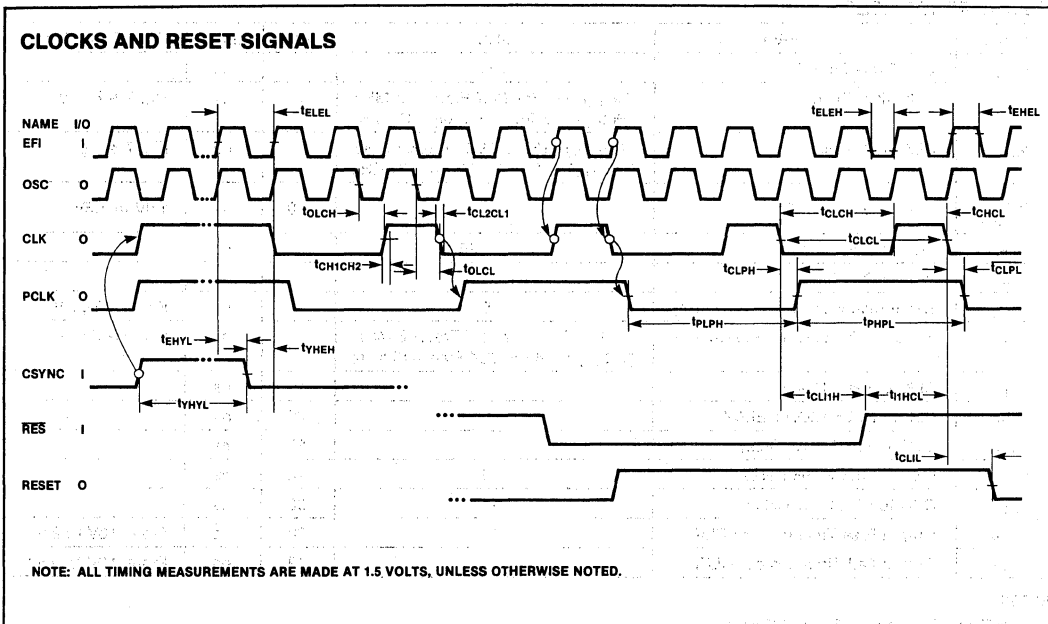 CLOCKS AND RESET SIGNALS
NAME I/O
EFI I
OSC O
CLK O
PCLK O
CSYNC I
RES I
RESET O
tELEL
tELEH
tEHEL
tOLCH
tCL2CL1
tCLCH
tCHCL
tCLCL
tCH1CH2
tOLCL
tCLPH
tCLPL
tPLPH
tPHPL
tEHYL
tYHEH
tYHYL
tCLI1H
tI1HCL
tCLIL
NOTE: ALL TIMING MEASUREMENTS ARE MADE AT 1.5 VOLTS, UNLESS OTHERWISE NOTED.